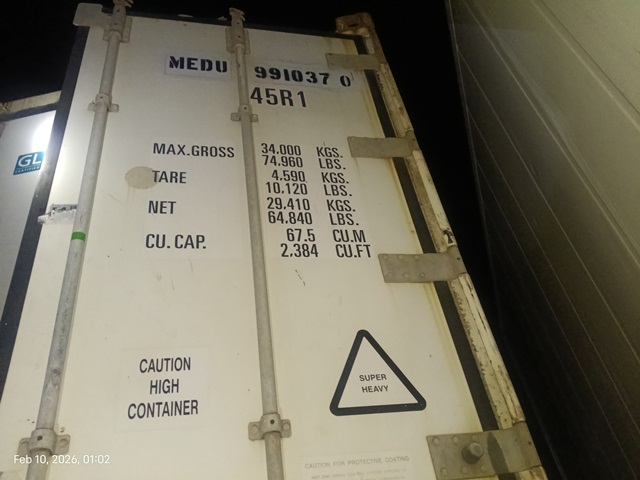 MEDU 991037 0
45R1
GL
MAX.GROSS 34.000 KGS.
74.960 LBS.
TARE 4.590 KGS.
10.120 LBS.
NET 29.410 KGS.
64.840 LBS.
CU. CAP. 67.5 CU.M
2,384 CU.FT
CAUTION
HIGH
CONTAINER
SUPER
HEAVY
CAUTION FOR PROTECTIVE COATING
Feb 10, 2026, 01:02